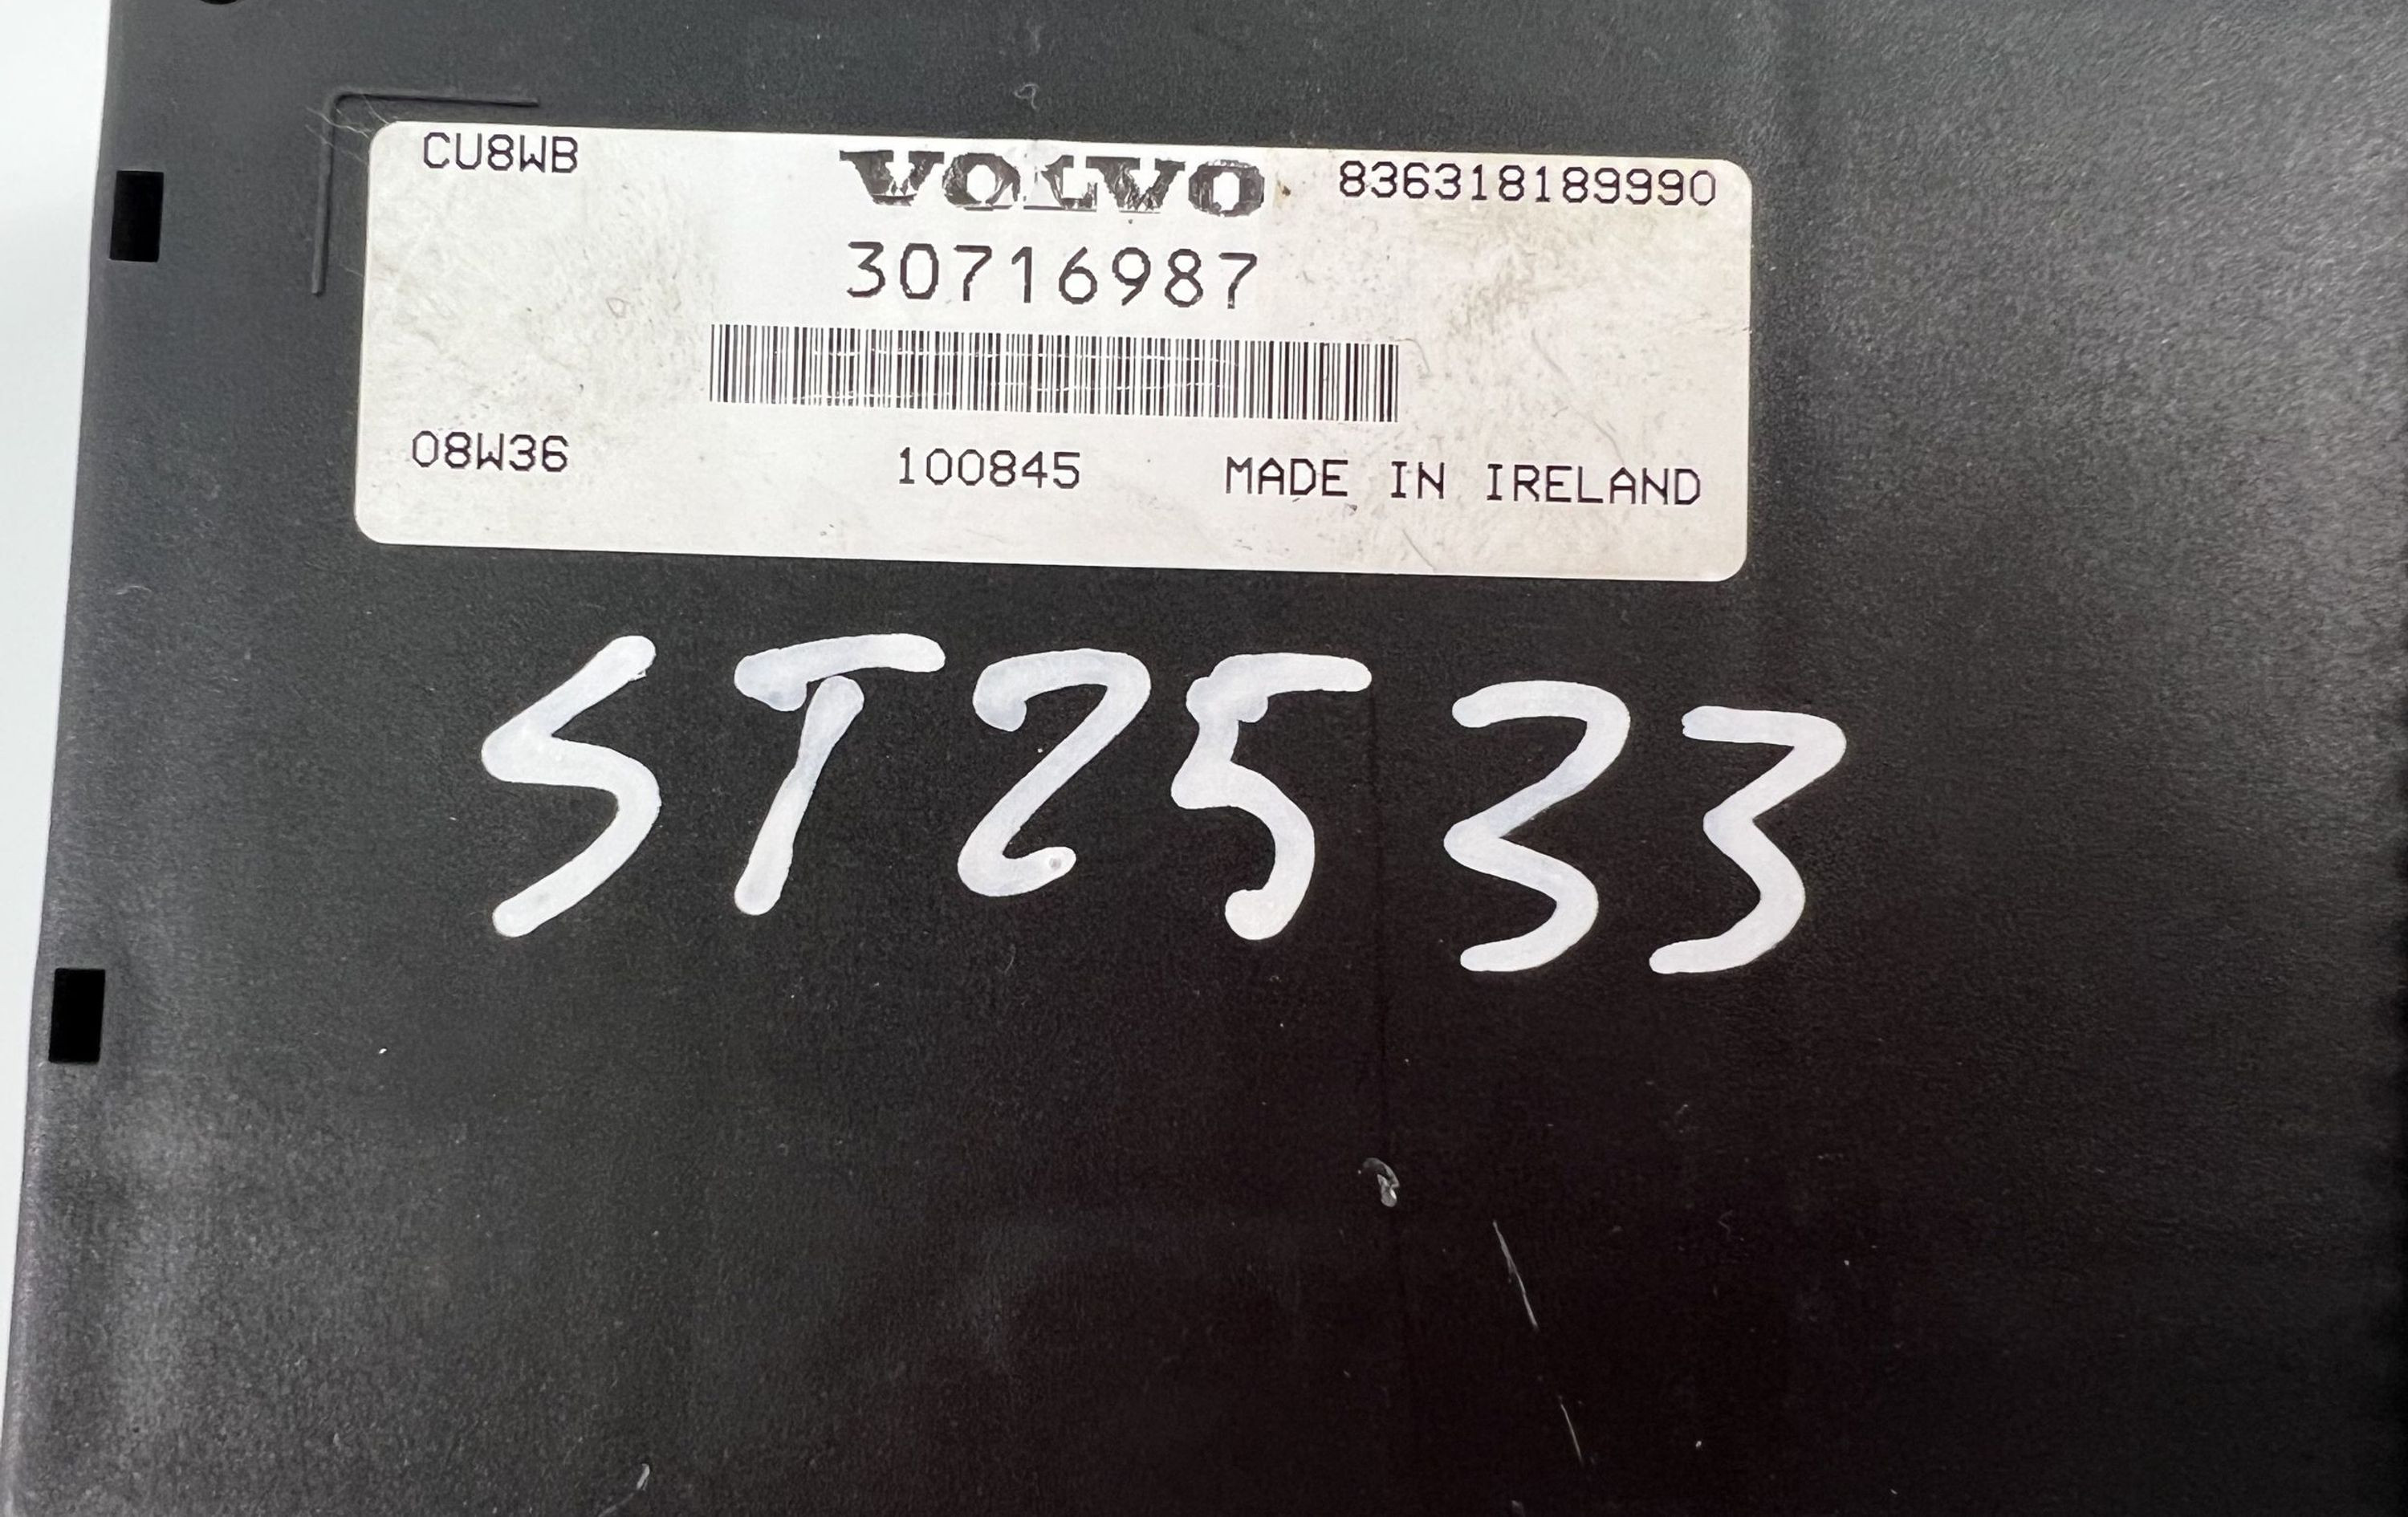 CU8WB VOLVO 836318189990
30716987
08W36 100845 MADE IN IRELAND
ST2533